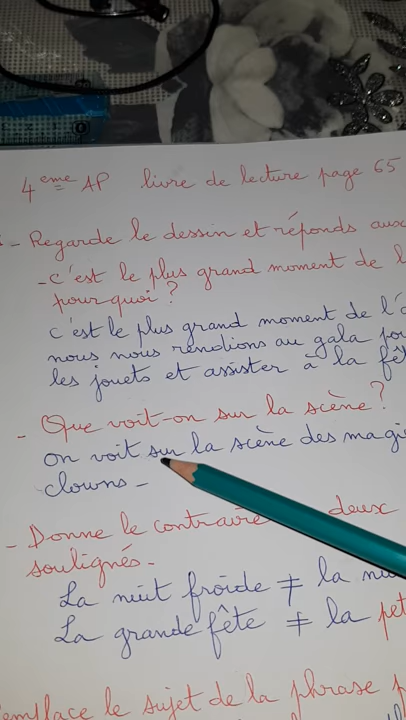 4eme AP livre de lecture page 65
- Regarde le dessin et réponds aux
- c'est le plus grand moment de l
pourquoi ?
c'est le plus grand moment de l'a
nous nous rendions au gala po
les jouets et assister à la fê
- Que voit-on sur la scène ?
on voit sur la scène des magi
clowns -
- Donne le contraire deux
soulignés.
La nuit froide ≠ la nu
La grande fête ≠ la pet
emplace le sujet de la phrase p